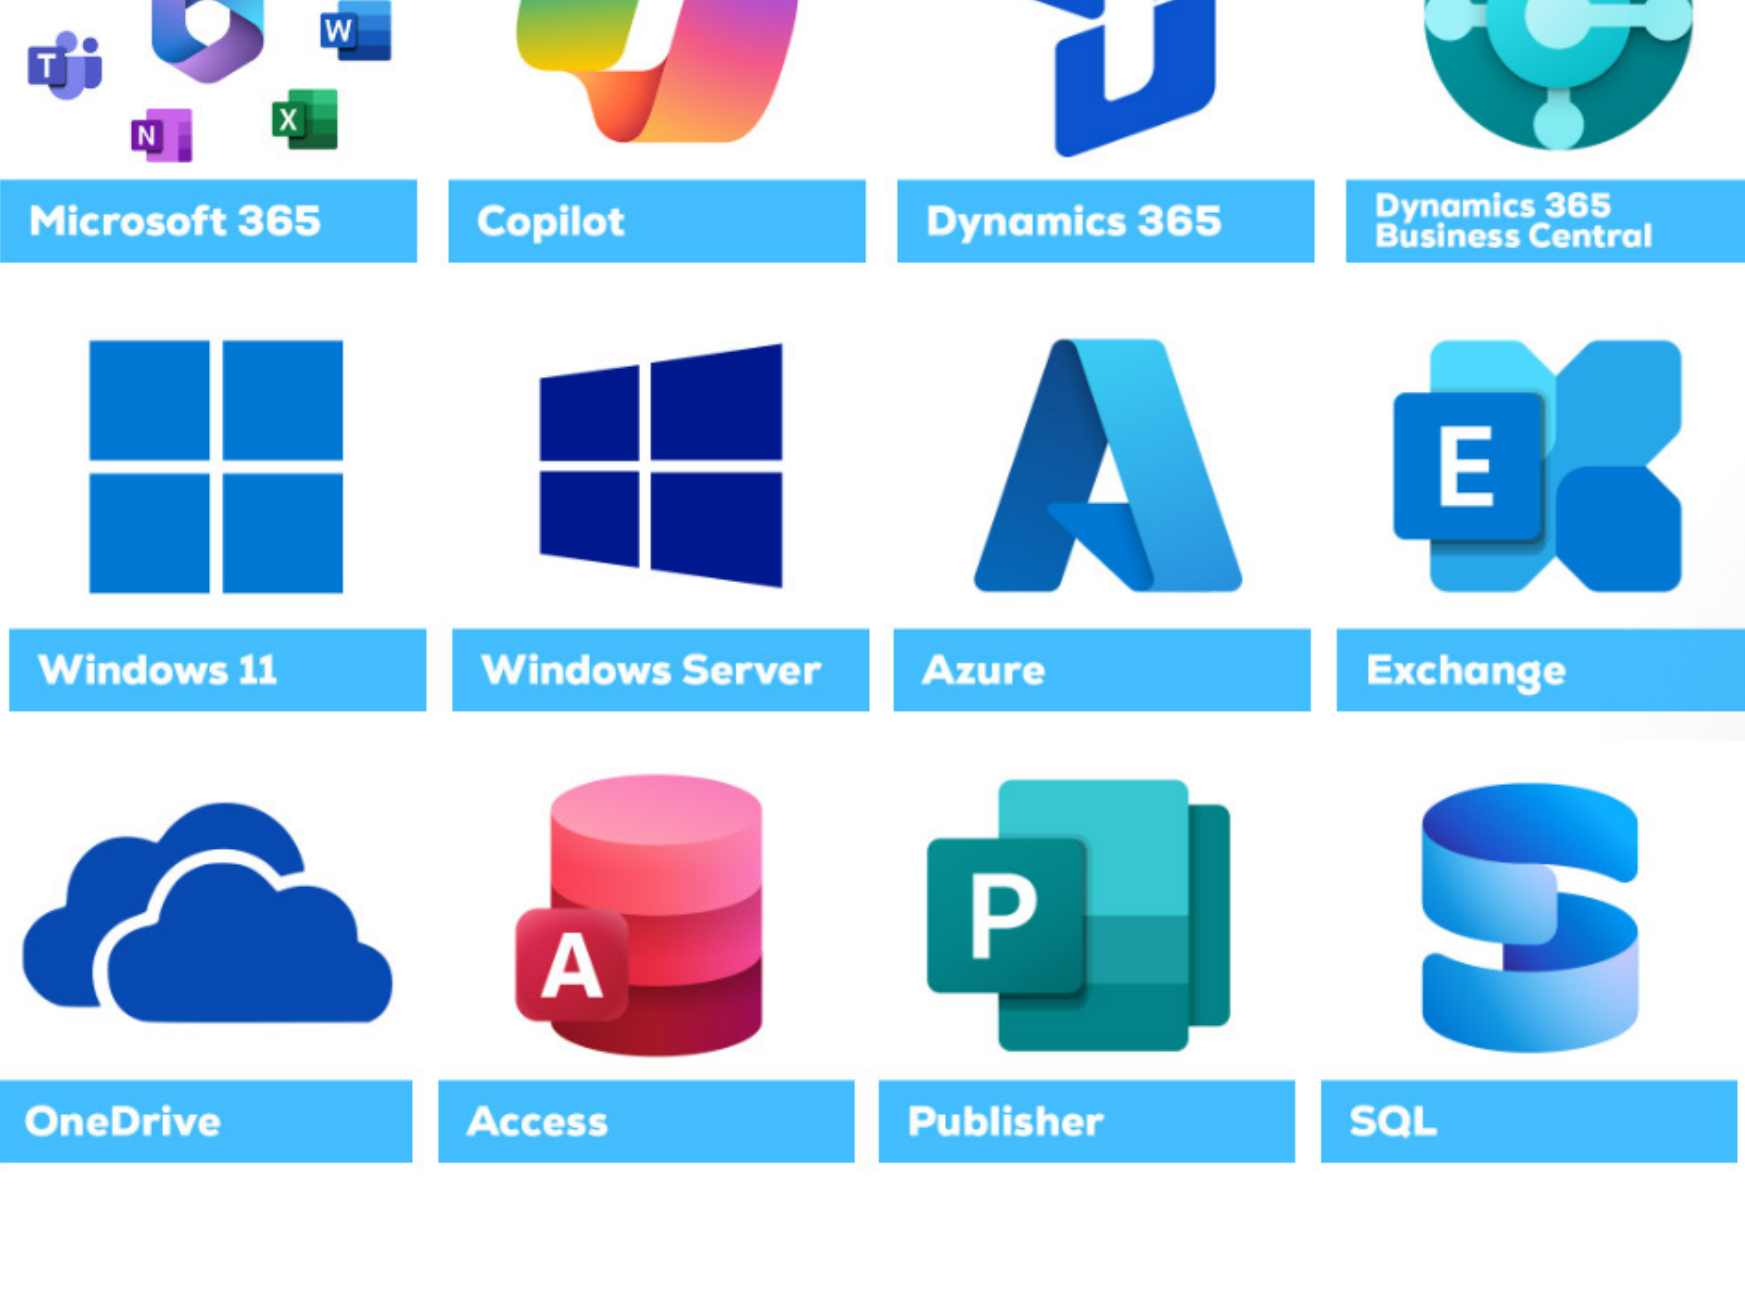 W
T
X
N
Microsoft 365
Copilot
Dynamics 365
Dynamics 365
Business Central
E
Windows 11
Windows Server
Azure
Exchange
A
P
OneDrive
Access
Publisher
SQL